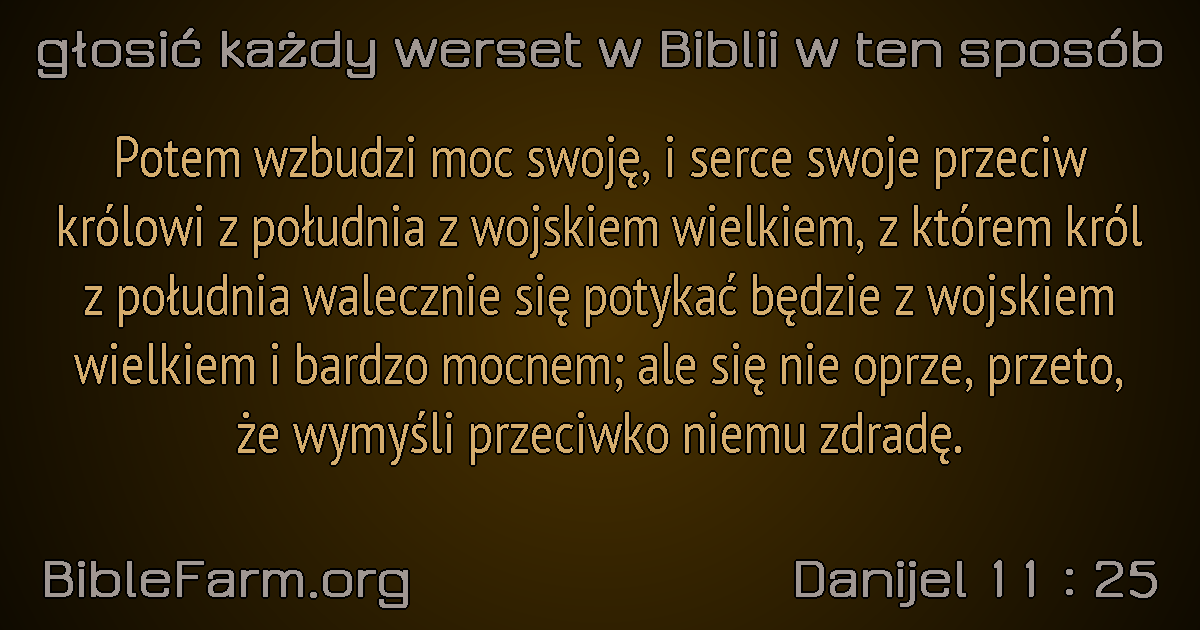 głosić każdy werset w Biblii w ten sposób
Potem wzbudzi moc swoję, i serce swoje przeciw
królowi z południa z wojskiem wielkiem, z którem król
z południa walecznie się potykać będzie z wojskiem
wielkiem i bardzo mocnem; ale się nie oprze, przeto,
że wymyśli przeciwko niemu zdradę.
BibleFarm.org
Danijel 11 : 25